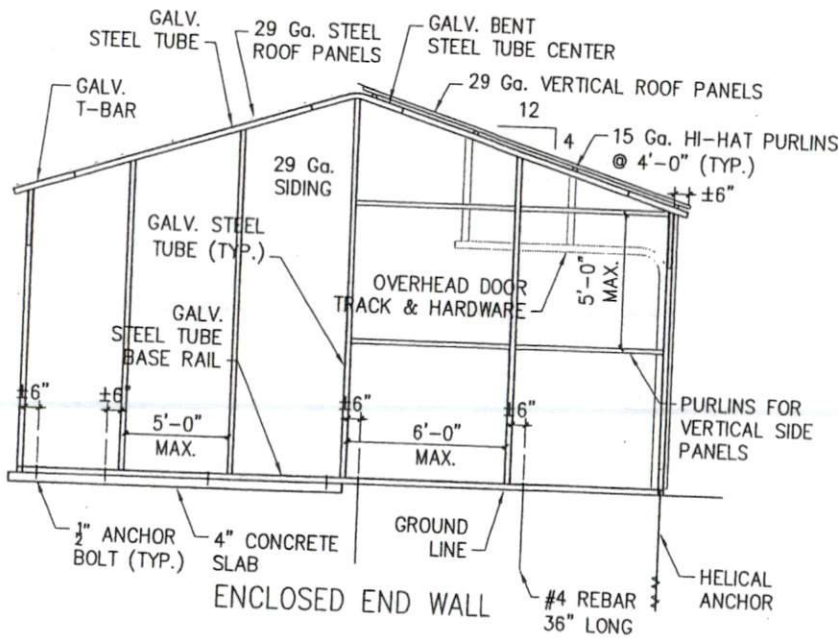 GALV.
STEEL TUBE
29 Ga. STEEL
ROOF PANELS
GALV. BENT
STEEL TUBE CENTER
GALV.
T-BAR
29 Ga. VERTICAL ROOF PANELS
12
4
15 Ga. HI-HAT PURLINS
@ 4'-0" (TYP.)
±6"
29 Ga.
SIDING
GALV. STEEL
TUBE (TYP.)
OVERHEAD DOOR
TRACK & HARDWARE
5'-0"
MAX.
GALV.
STEEL TUBE
BASE RAIL
±6"
±6"
±6"
±6"
5'-0"
MAX.
6'-0"
MAX.
PURLINS FOR
VERTICAL SIDE
PANELS
½" ANCHOR
BOLT (TYP.)
4" CONCRETE
SLAB
GROUND
LINE
#4 REBAR
36" LONG
HELICAL
ANCHOR
ENCLOSED END WALL